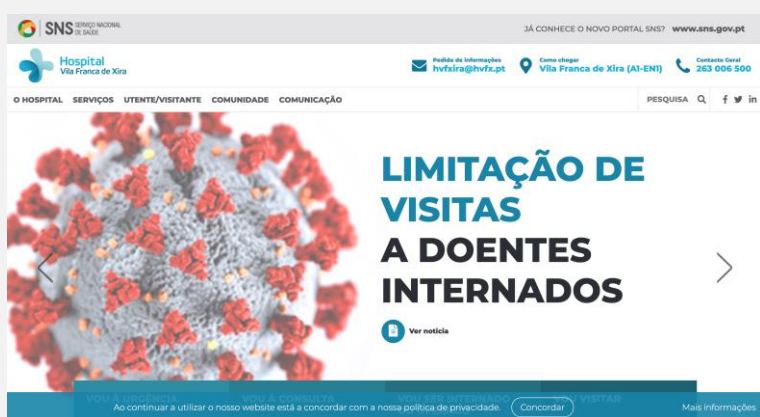 SNS SERVIÇO NACIONAL
DE SAÚDE
JÁ CONHECE O NOVO PORTAL SNS? www.sns.gov.pt
Hospital
Vila Franca de Xira
Pedido de informações
hvfxira@hvfx.pt
Como chegar
Vila Franca de Xira (A1-EN1)
Contacto Geral
263 006 500
O HOSPITAL SERVIÇOS UTENTE/VISITANTE COMUNIDADE COMUNICAÇÃO
PESQUISA
LIMITAÇÃO DE
VISITAS
A DOENTES
INTERNADOS
Ver notícia
VOU À URGÊNCIA VOU À CONSULTA VOU SER INTERNADO VOU VISITAR
Ao continuar a utilizar o nosso website está a concordar com a nossa política de privacidade. Concordar Mais informações